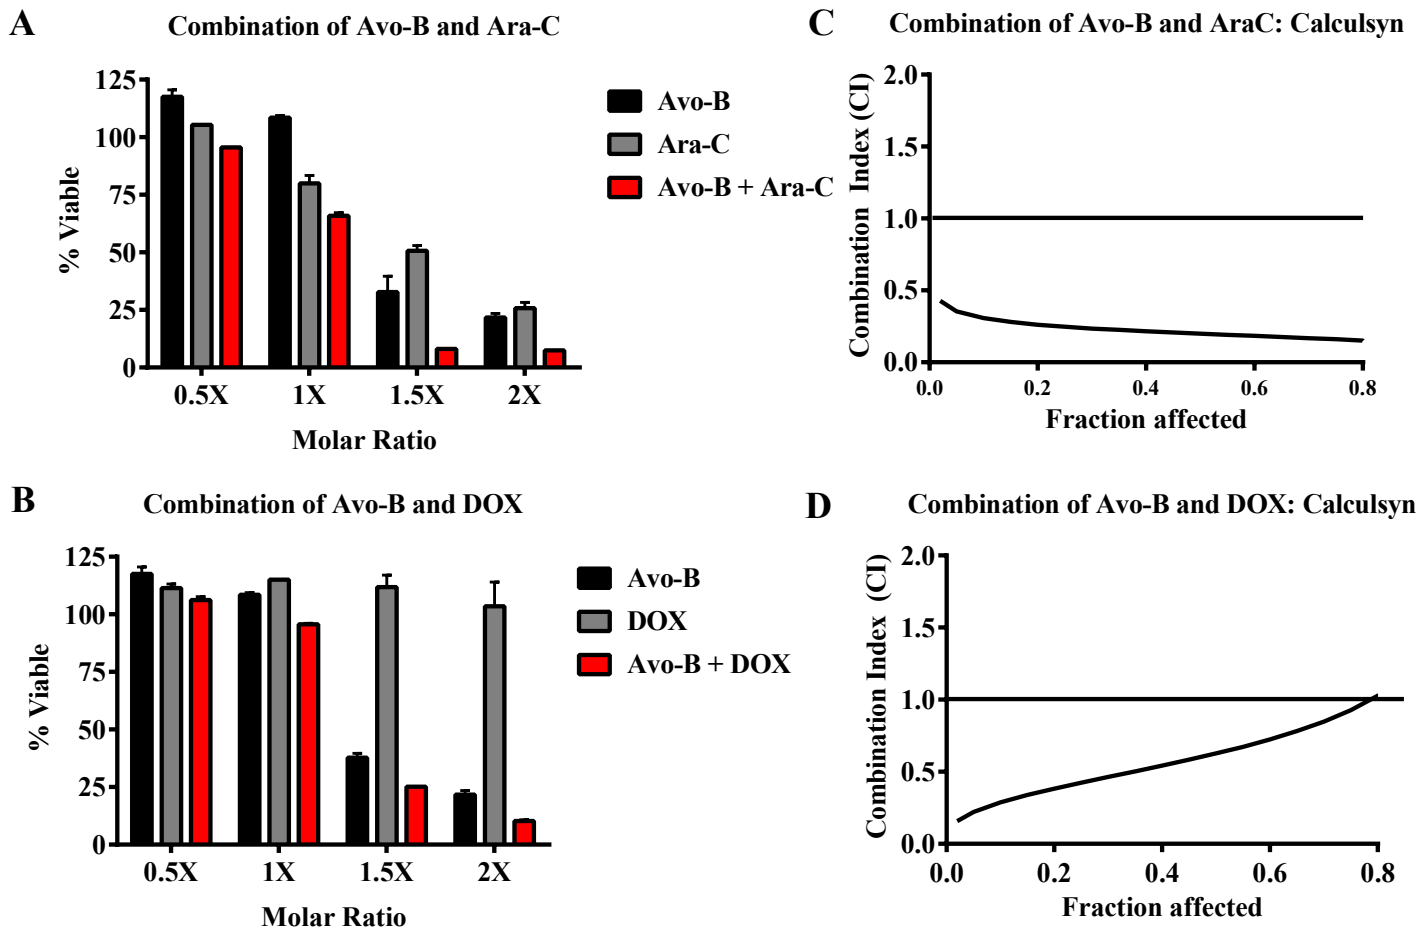 A
Combination of Avo-B and Ara-C
125
100
75
50
25
0
% Viable
0.5X 1X 1.5X 2X
Molar Ratio
Avo-B
Ara-C
Avo-B + Ara-C
C
Combination of Avo-B and AraC: Calculsyn
2.0
1.5
1.0
0.5
0.0
Combination Index (CI)
0.0 0.2 0.4 0.6 0.8
Fraction affected
B
Combination of Avo-B and DOX
125
100
75
50
25
0
% Viable
0.5X 1X 1.5X 2X
Molar Ratio
Avo-B
DOX
Avo-B + DOX
D
Combination of Avo-B and DOX: Calculsyn
2.0
1.5
1.0
0.5
0.0
Combination Index (CI)
0.0 0.2 0.4 0.6 0.8
Fraction affected